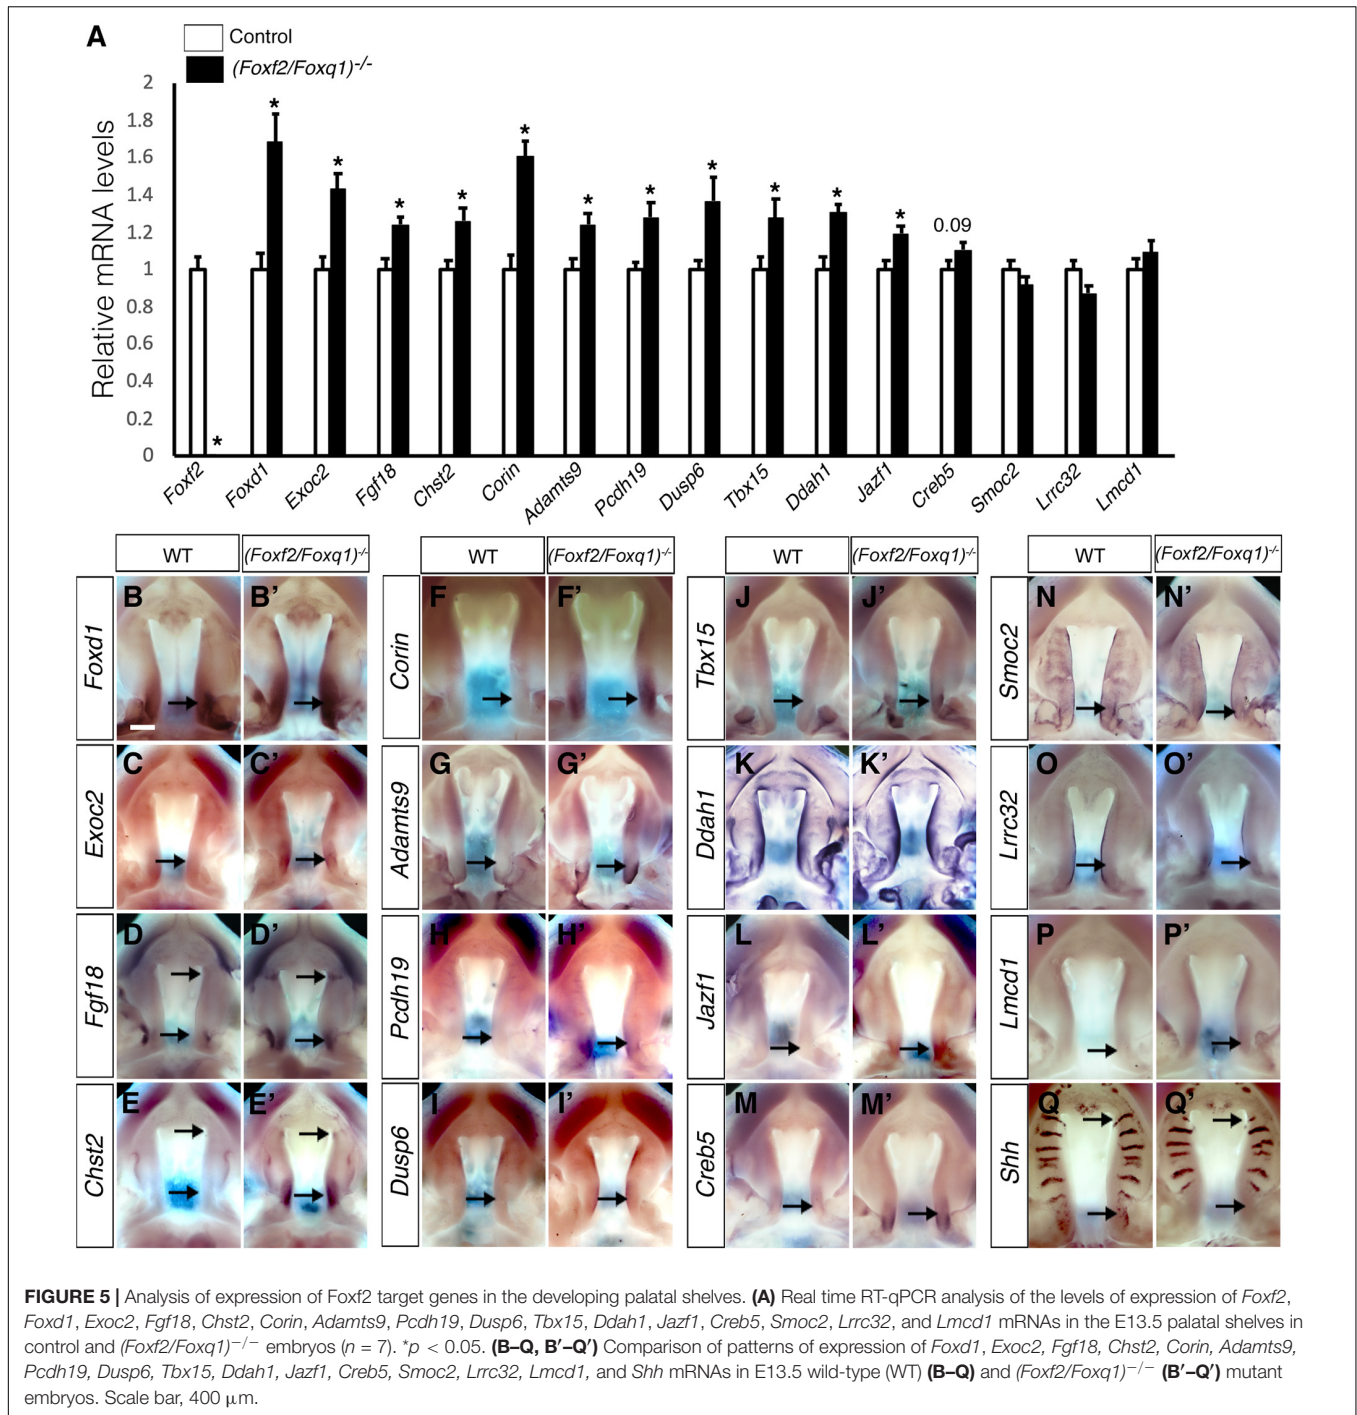 A
Control
(Foxf2/Foxq1)-/-
Relative mRNA levels
2
1.8
1.6
1.4
1.2
1
0.8
0.6
0.4
0.2
0
*
*
*
*
*
*
*
*
*
*
*
*
0.09
Foxf2
Foxd1
Exoc2
Fgf18
Chst2
Corin
Adamts9
Pcdh19
Dusp6
Tbx15
Ddah1
Jazf1
Creb5
Smoc2
Lrrc32
Lmcd1
WT (Foxf2/Foxq1)-/- WT (Foxf2/Foxq1)-/- WT (Foxf2/Foxq1)-/- WT (Foxf2/Foxq1)-/-
Foxd1 B B’ Corin F F’ Tbx15 J J’ Smoc2 N N’
Exoc2 C C’ Adamts9 G G’ Ddah1 K K’ Lrrc32 O O’
Fgf18 D D’ Pcdh19 H H’ Jazf1 L L’ Lmcd1 P P’
Chst2 E E’ Dusp6 I I’ Creb5 M M’ Shh Q Q’
FIGURE 5 | Analysis of expression of Foxf2 target genes in the developing palatal shelves. (A) Real time RT-qPCR analysis of the levels of expression of Foxf2,
Foxd1, Exoc2, Fgf18, Chst2, Corin, Adamts9, Pcdh19, Dusp6, Tbx15, Ddah1, Jazf1, Creb5, Smoc2, Lrrc32, and Lmcd1 mRNAs in the E13.5 palatal shelves in
control and (Foxf2/Foxq1)−/− embryos (n = 7). *p < 0.05. (B–Q, B′–Q′) Comparison of patterns of expression of Foxd1, Exoc2, Fgf18, Chst2, Corin, Adamts9,
Pcdh19, Dusp6, Tbx15, Ddah1, Jazf1, Creb5, Smoc2, Lrrc32, Lmcd1, and Shh mRNAs in E13.5 wild-type (WT) (B–Q) and (Foxf2/Foxq1)−/− (B′–Q′) mutant
embryos. Scale bar, 400 μm.